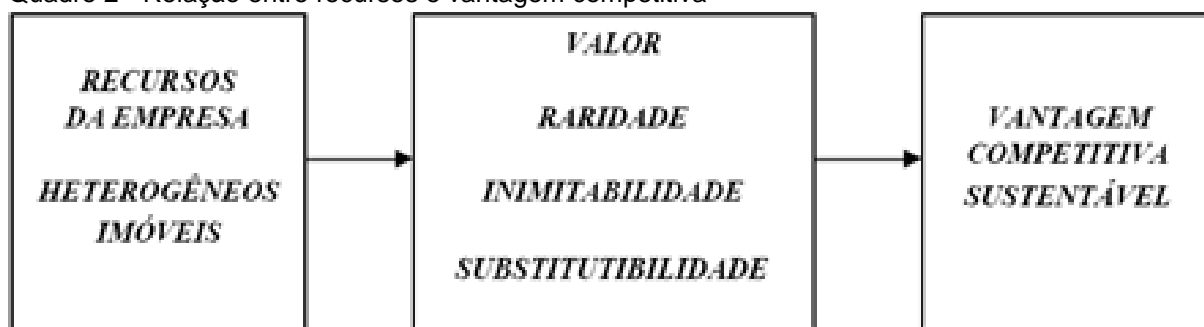 Quadro 2 - Relação entre recursos e vantagem competitiva
RECURSOS
DA EMPRESA
HETEROGÊNEOS
IMÓVEIS
VALOR
RARIDADE
INIMITABILIDADE
SUBSTITUTIBILIDADE
VANTAGEM
COMPETITIVA
SUSTENTÁVEL